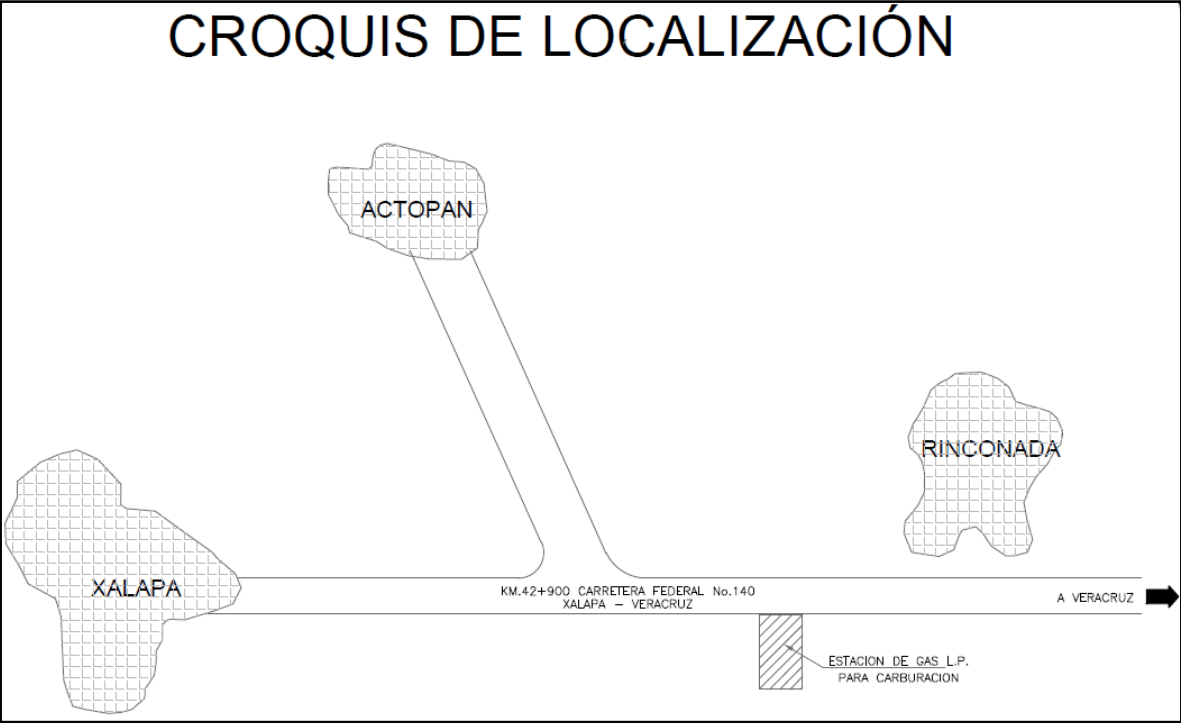 CROQUIS DE LOCALIZACIÓN
ACTOPAN
RINCONADA
XALAPA
KM.42+900 CARRETERA FEDERAL No.140
XALAPA – VERACRUZ
A VERACRUZ
ESTACION DE GAS L.P.
PARA CARBURACION